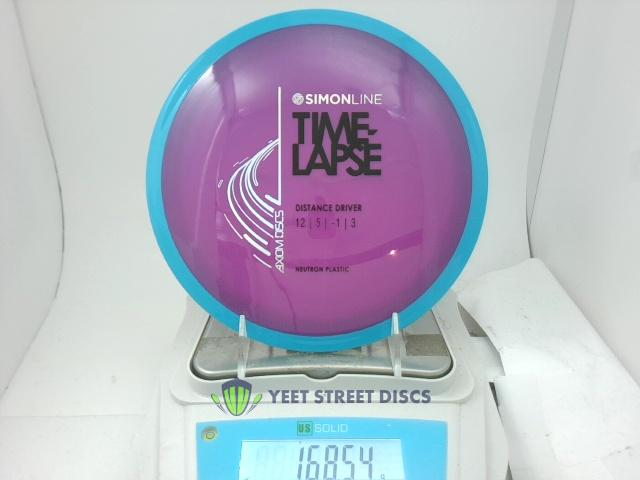 SIMONLINE
TIME-
LAPSE
DISTANCE DRIVER
12 | 5 | -1 | 3
AXIOM DISCS
NEUTRON PLASTIC
YEET STREET DISCS
US SOLID
168.54
g